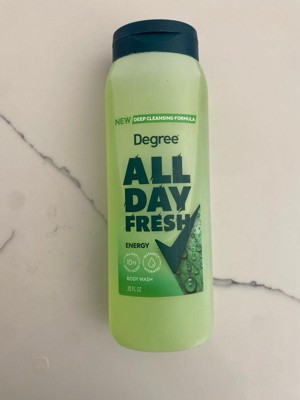 NEW DEEP CLEANSING FORMULA
Degree
ALL
DAY
FRESH
ENERGY
BODY WASH